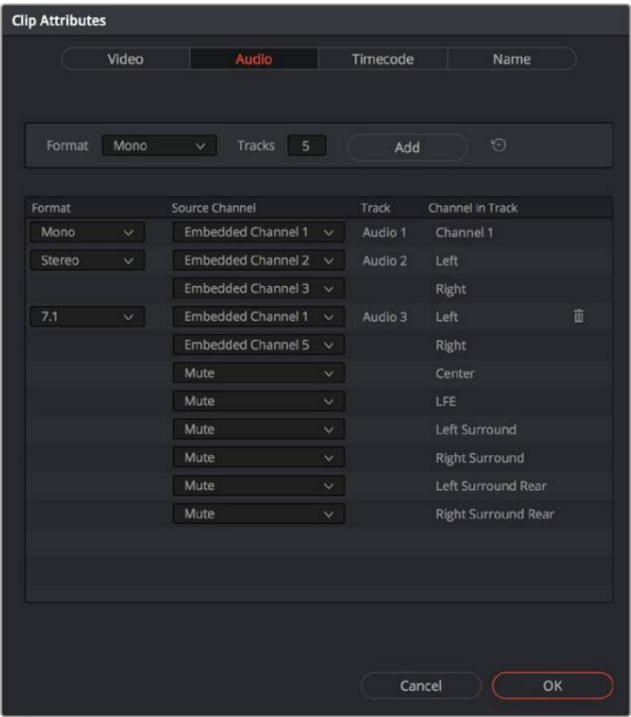 Clip Attributes
Video Audio Timecode Name
Format Mono Tracks 5 Add
Format Source Channel Track Channel in Track
Mono Embedded Channel 1 Audio 1 Channel 1
Stereo Embedded Channel 2 Audio 2 Left
Embedded Channel 3 Right
7.1 Embedded Channel 1 Audio 3 Left
Embedded Channel 5 Right
Mute Center
Mute LFE
Mute Left Surround
Mute Right Surround
Mute Left Surround Rear
Mute Right Surround Rear
Cancel OK